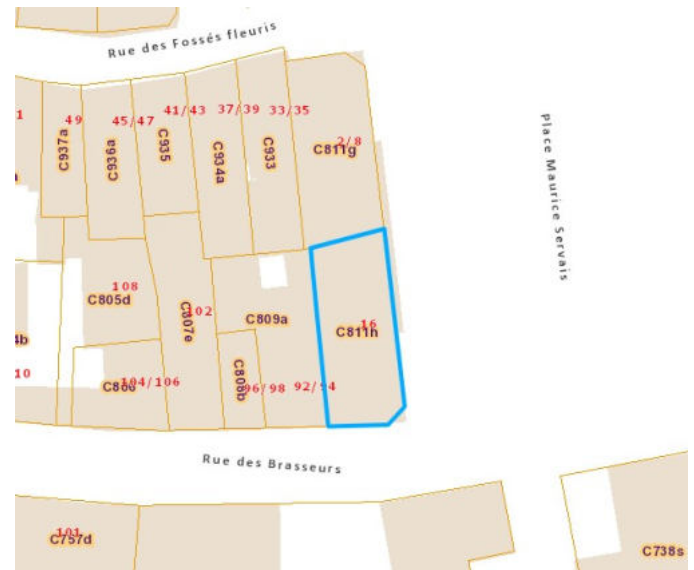 Rue des Fossés fleuris
1
49
45/47
41/43
37/39
33/35
2/8
C937a
C936a
C935
C934a
C933
C811g
Place Maurice Servais
108
C805d
102
C807e
C809a
16
C811h
4b
10
104/106
C808b
96/98
92/94
Rue des Brasseurs
101
C757d
C738s